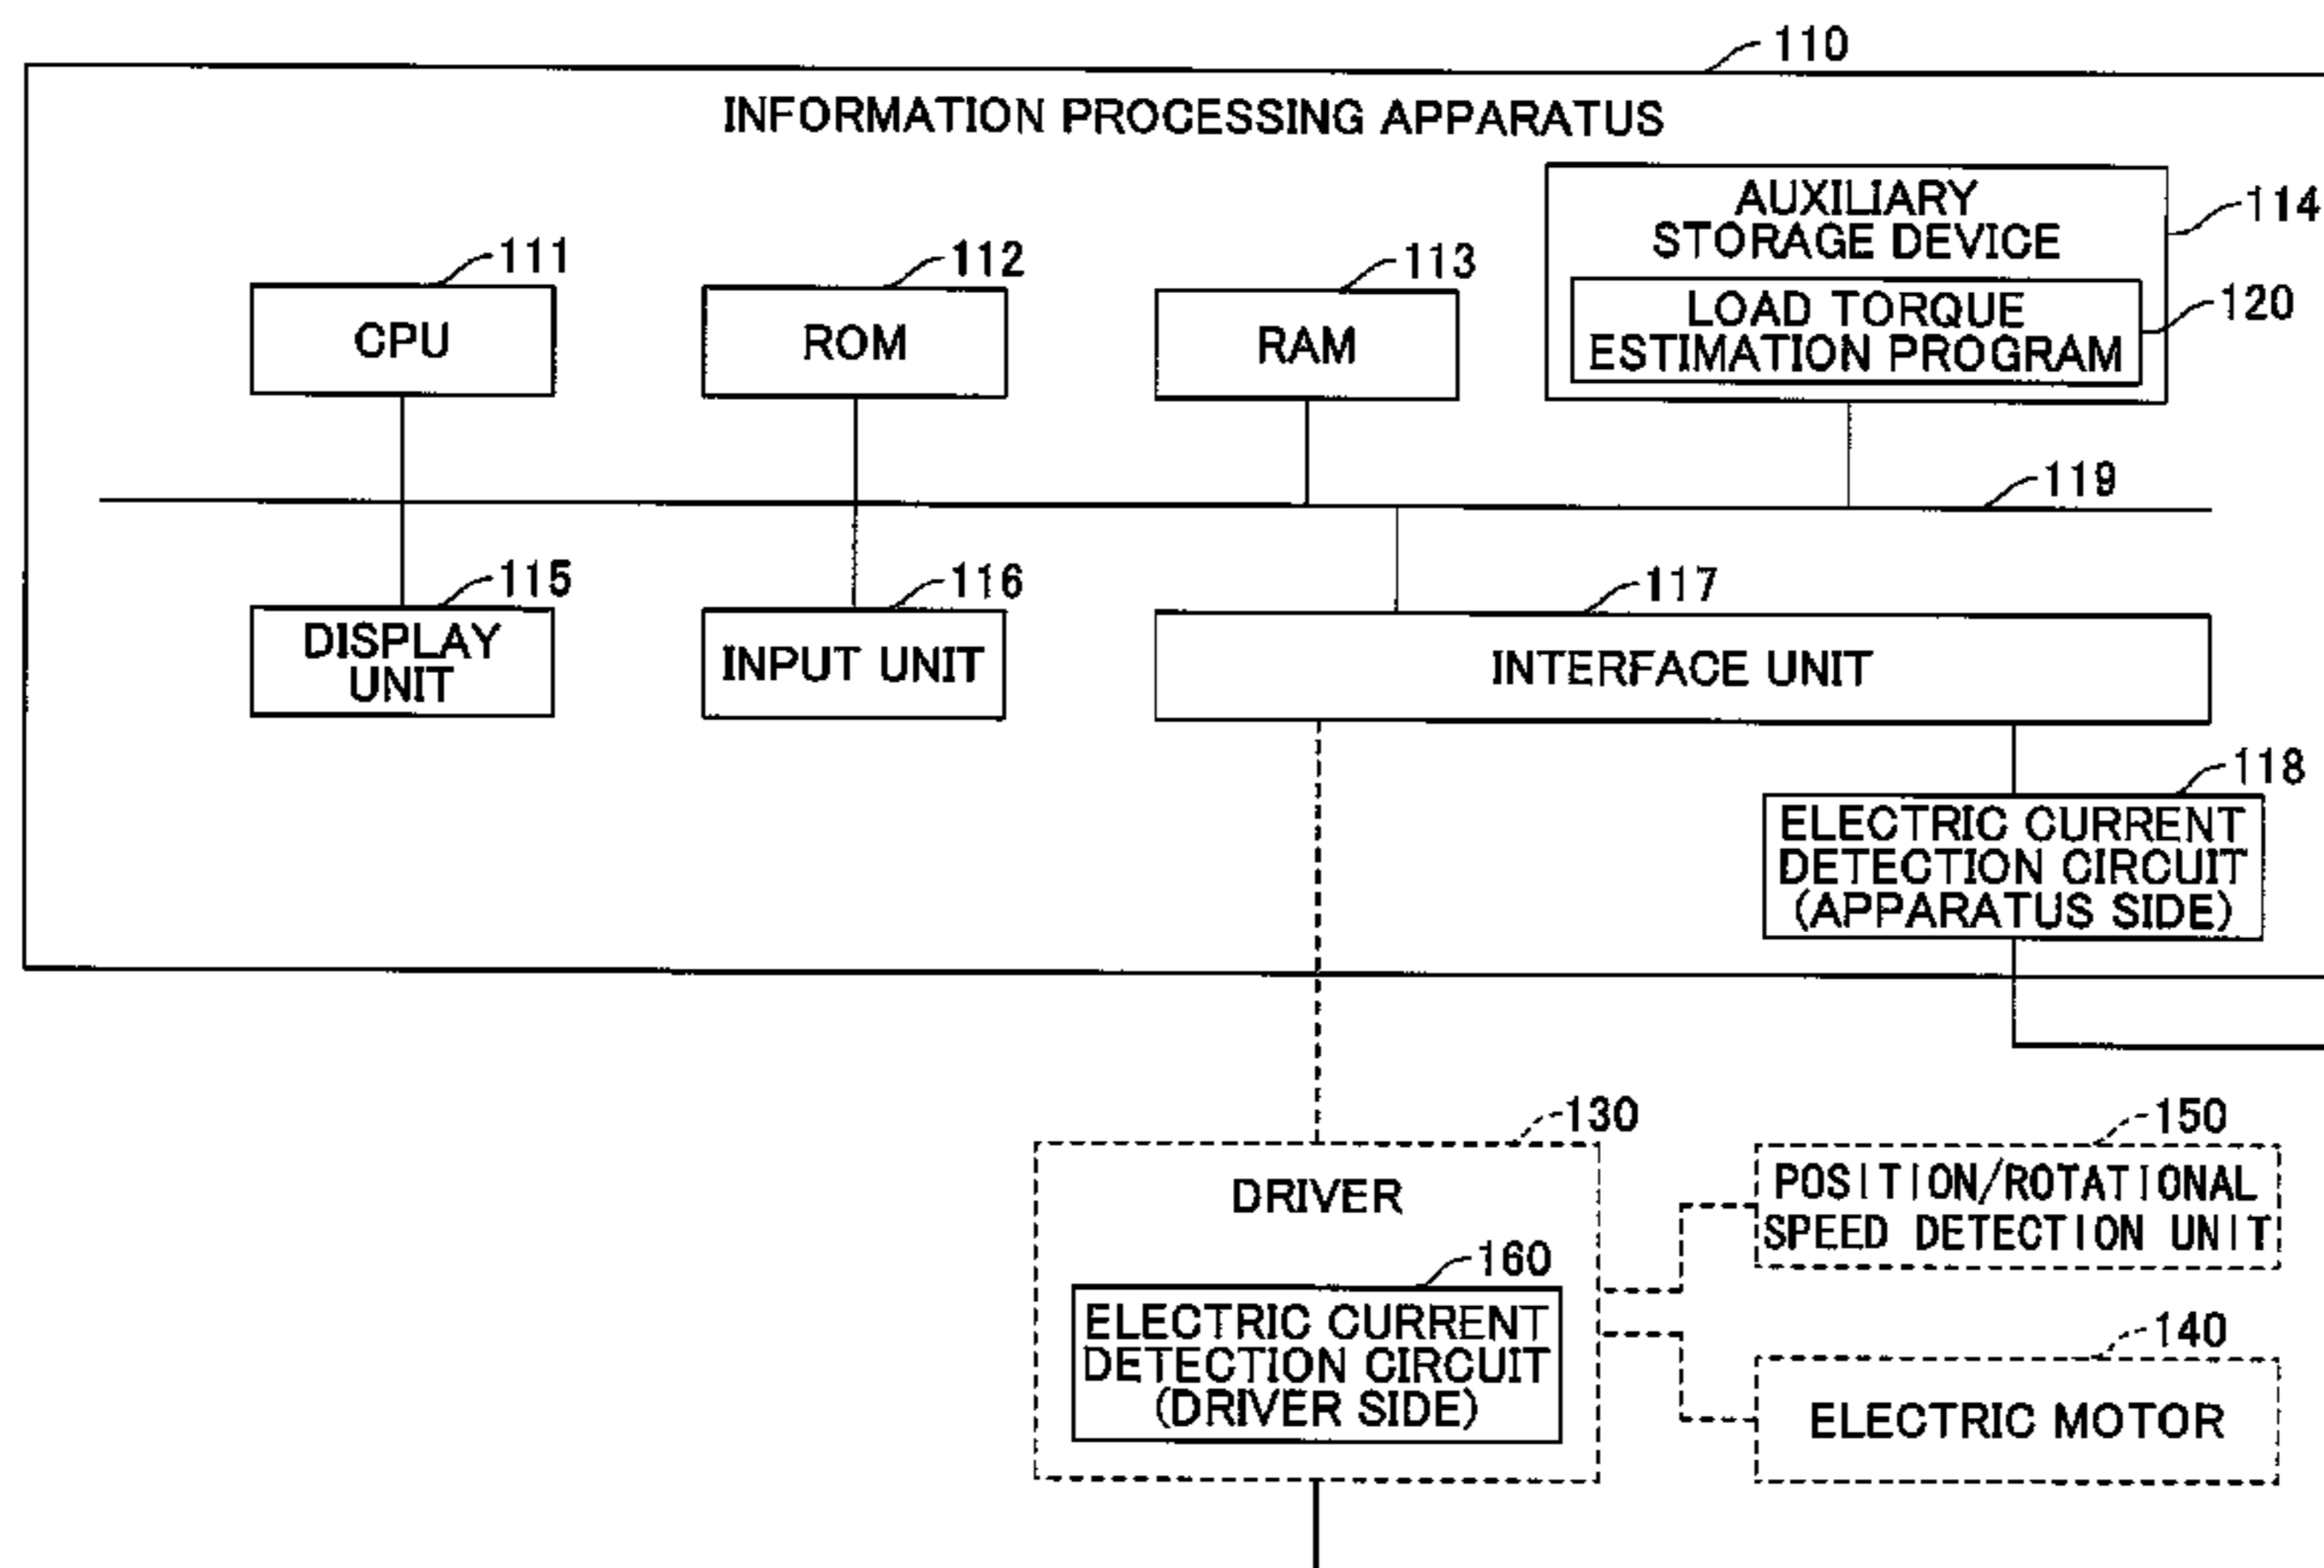 110
INFORMATION PROCESSING APPARATUS
AUXILIARY
STORAGE DEVICE
114
LOAD TORQUE
ESTIMATION PROGRAM
120
111
CPU
112
ROM
113
RAM
119
115
DISPLAY
UNIT
116
INPUT UNIT
117
INTERFACE UNIT
118
ELECTRIC CURRENT
DETECTION CIRCUIT
(APPARATUS SIDE)
130
DRIVER
160
ELECTRIC CURRENT
DETECTION CIRCUIT
(DRIVER SIDE)
150
POSITION/ROTATIONAL
SPEED DETECTION UNIT
140
ELECTRIC MOTOR